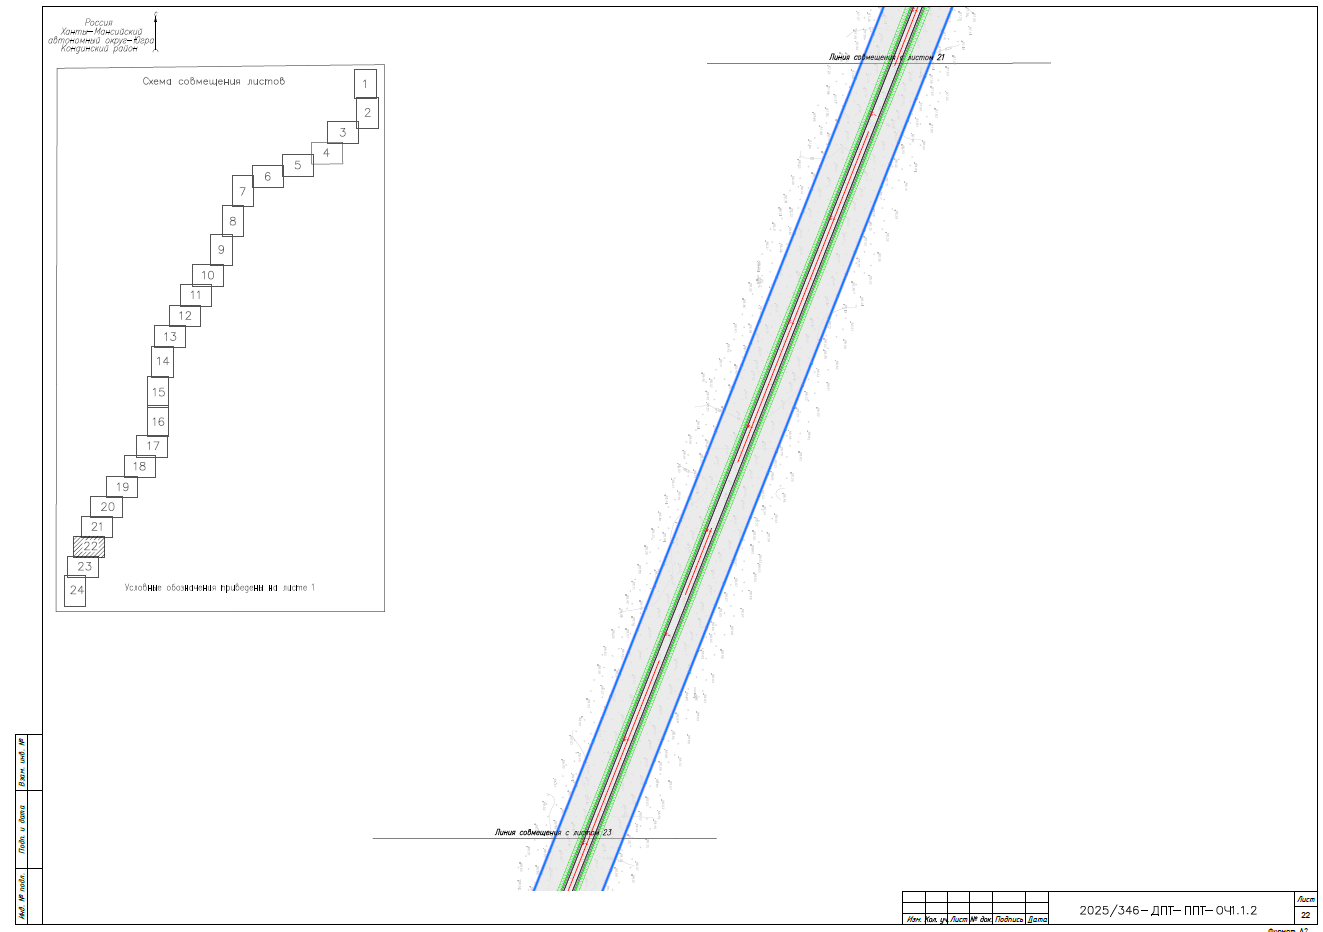 Россия
Ханты-Мансийский
автономный округ-Югра
Кондинский район
С
Схема совмещения листов
1
2
3
4
5
6
7
8
9
10
11
12
13
14
15
16
17
18
19
20
21
22
23
24
Условные обозначения приведены на листе 1
Линия совмещения с листом 21
Линия совмещения с листом 23
Взам. инв. №
Подп. и дата
Инв. № подл.
Изм.
Кол. уч
Лист
№ док.
Подпись
Дата
2025/346-ДПТ-ППТ-ОЧ1.1.2
Лист
22
Формат А2